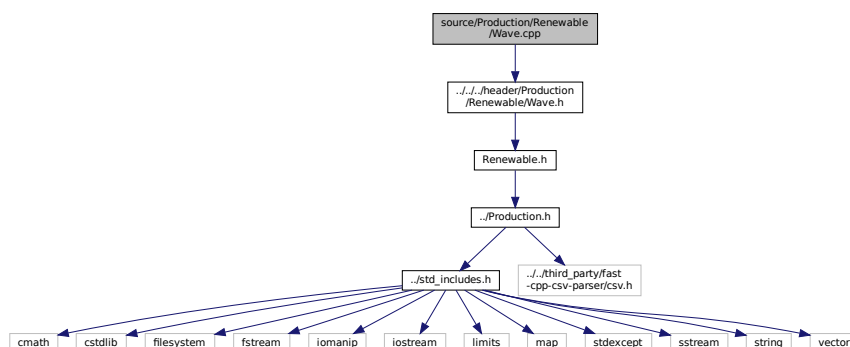 source/Production/Renewable
/Wave.cpp
../../../header/Production
/Renewable/Wave.h
Renewable.h
../Production.h
../std_includes.h
../../third_party/fast
-cpp-csv-parser/csv.h
cmath
cstdlib
filesystem
fstream
iomanip
iostream
limits
map
stdexcept
sstream
string
vector